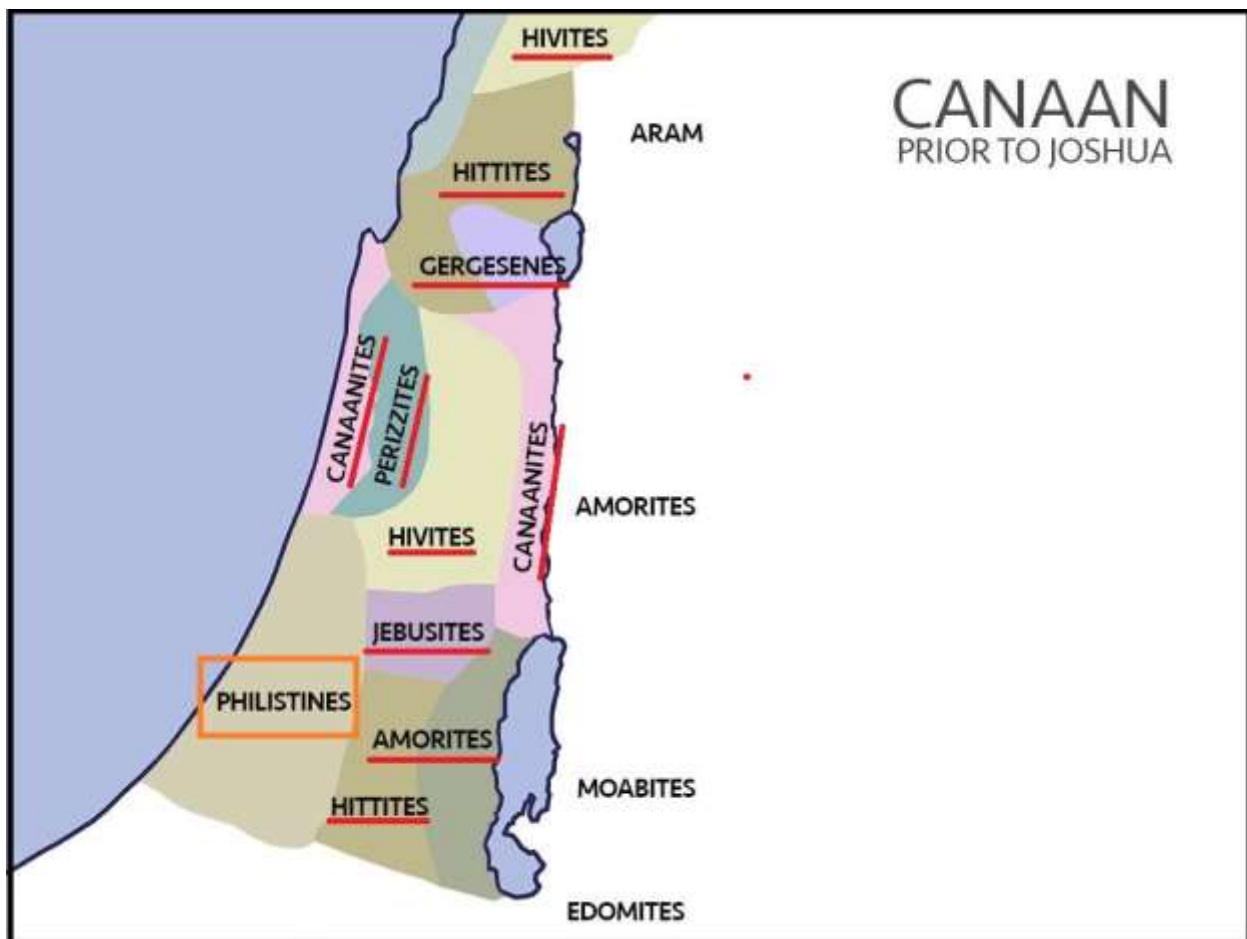 HIVITES
CANAAN
PRIOR TO JOSHUA
ARAM
HITTITES
GERGESENES
CANAANITES
PERIZZITES
CANAANITES
AMORITES
HIVITES
JEBUSITES
PHILISTINES
AMORITES
MOABITES
HITTITES
EDOMITES